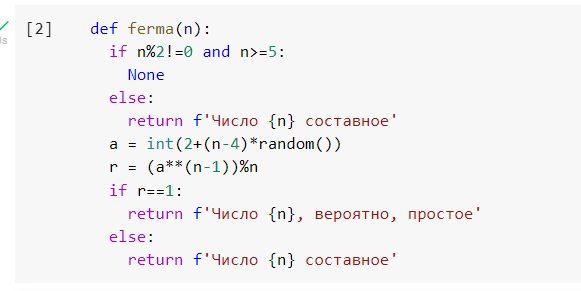 [2] def ferma(n):
if n%2!=0 and n>=5:
None
else:
return f'Число {n} составное'
a = int(2+(n-4)*random())
r = (a**(n-1))%n
if r==1:
return f'Число {n}, вероятно, простое'
else:
return f'Число {n} составное'